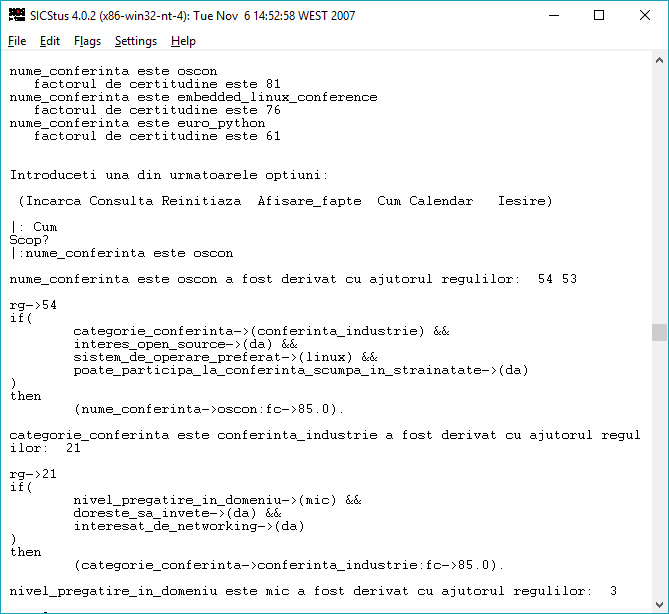 SICStus 4.0.2 (x86-win32-nt-4): Tue Nov  6 14:52:58 WEST 2007
File Edit Flags Settings Help
nume_conferinta este oscon
   factorul de certitudine este 81
nume_conferinta este embedded_linux_conference
   factorul de certitudine este 76
nume_conferinta este euro_python
   factorul de certitudine este 61
Introduceti una din urmatoarele optiuni:
 (Incarca Consulta Reinitiaza  Afisare_fapte  Cum Calendar   Iesire)
|: Cum
Scop?
|:nume_conferinta este oscon
nume_conferinta este oscon a fost derivat cu ajutorul regulilor:  54 53
rg->54
if(
        categorie_conferinta->(conferinta_industrie) &&
        interes_open_source->(da) &&
        sistem_de_operare_preferat->(linux) &&
        poate_participa_la_conferinta_scumpa_in_strainatate->(da)
)
then
        (nume_conferinta->oscon:fc->85.0).
categorie_conferinta este conferinta_industrie a fost derivat cu ajutorul regul
ilor:  21
rg->21
if(
        nivel_pregatire_in_domeniu->(mic) &&
        doreste_sa_invete->(da) &&
        interesat_de_networking->(da)
)
then
        (categorie_conferinta->conferinta_industrie:fc->85.0).
nivel_pregatire_in_domeniu este mic a fost derivat cu ajutorul regulilor:  3